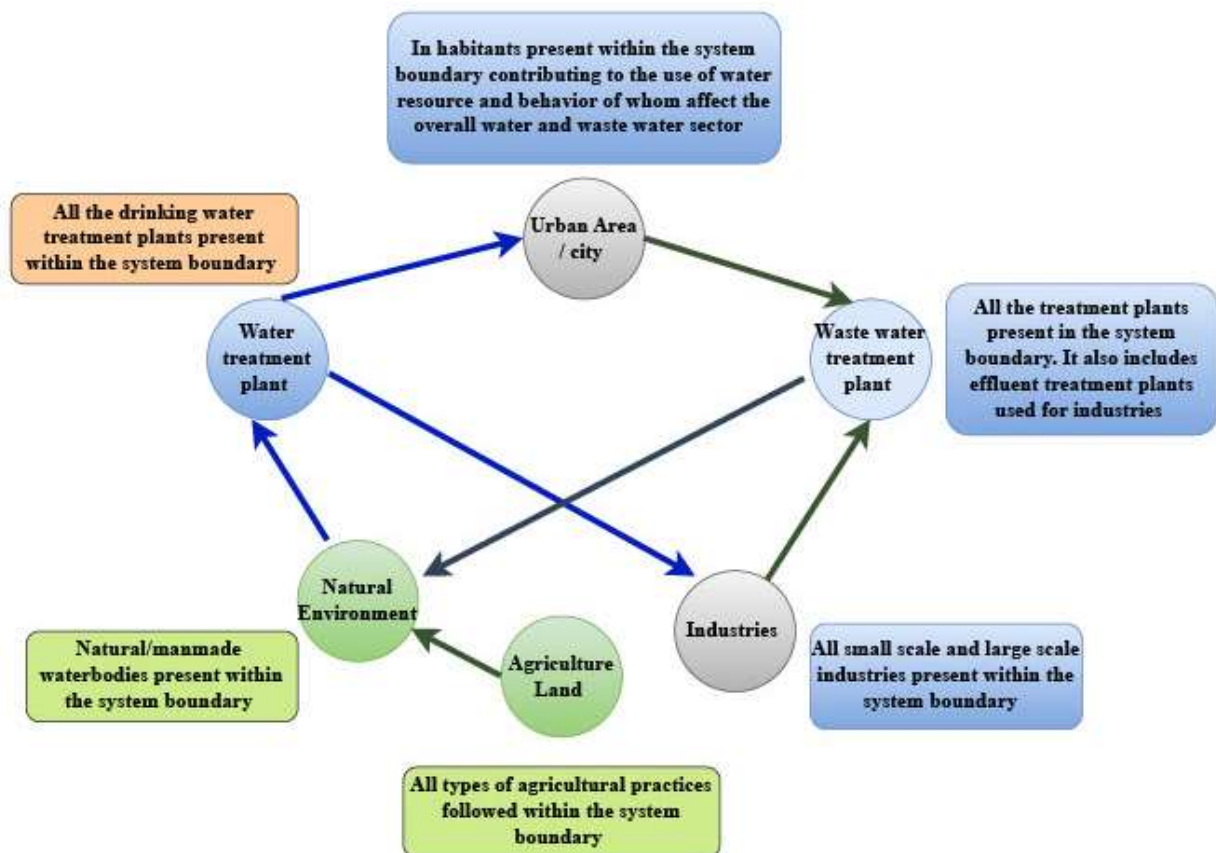 In habitants present within the system
boundary contributing to the use of water
resource and behavior of whom affect the
overall water and waste water sector
All the drinking water
treatment plants present
within the system boundary
Urban Area
/ city
Water
treatment
plant
Waste water
treatment
plant
All the treatment plants
present in the system
boundary. It also includes
effluent treatment plants
used for industries
Natural
Environment
Industries
Natural/manmade
waterbodies present within
the system boundary
Agriculture
Land
All small scale and large scale
industries present within the
system boundary
All types of agricultural practices
followed within the system
boundary